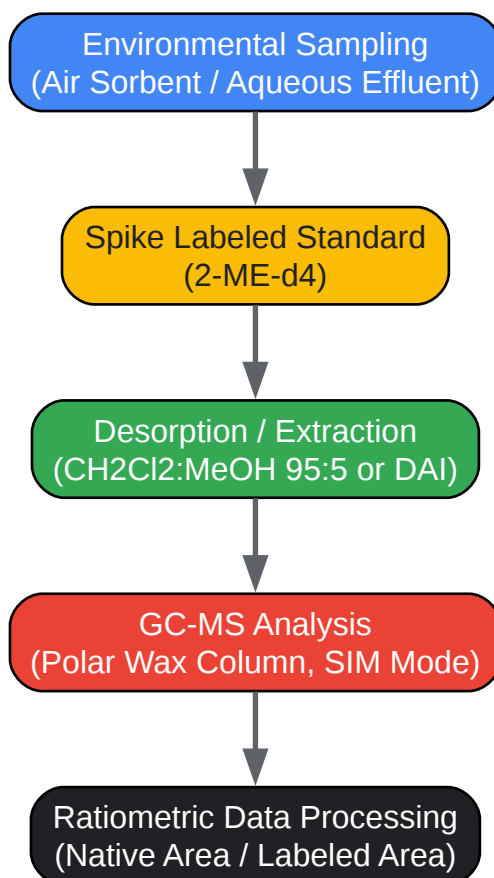 Environmental Sampling
(Air Sorbent / Aqueous Effluent)
Spike Labeled Standard
(2-ME-d4)
Desorption / Extraction
(CH2Cl2:MeOH 95:5 or DAI)
GC-MS Analysis
(Polar Wax Column, SIM Mode)
Ratiometric Data Processing
(Native Area / Labeled Area)